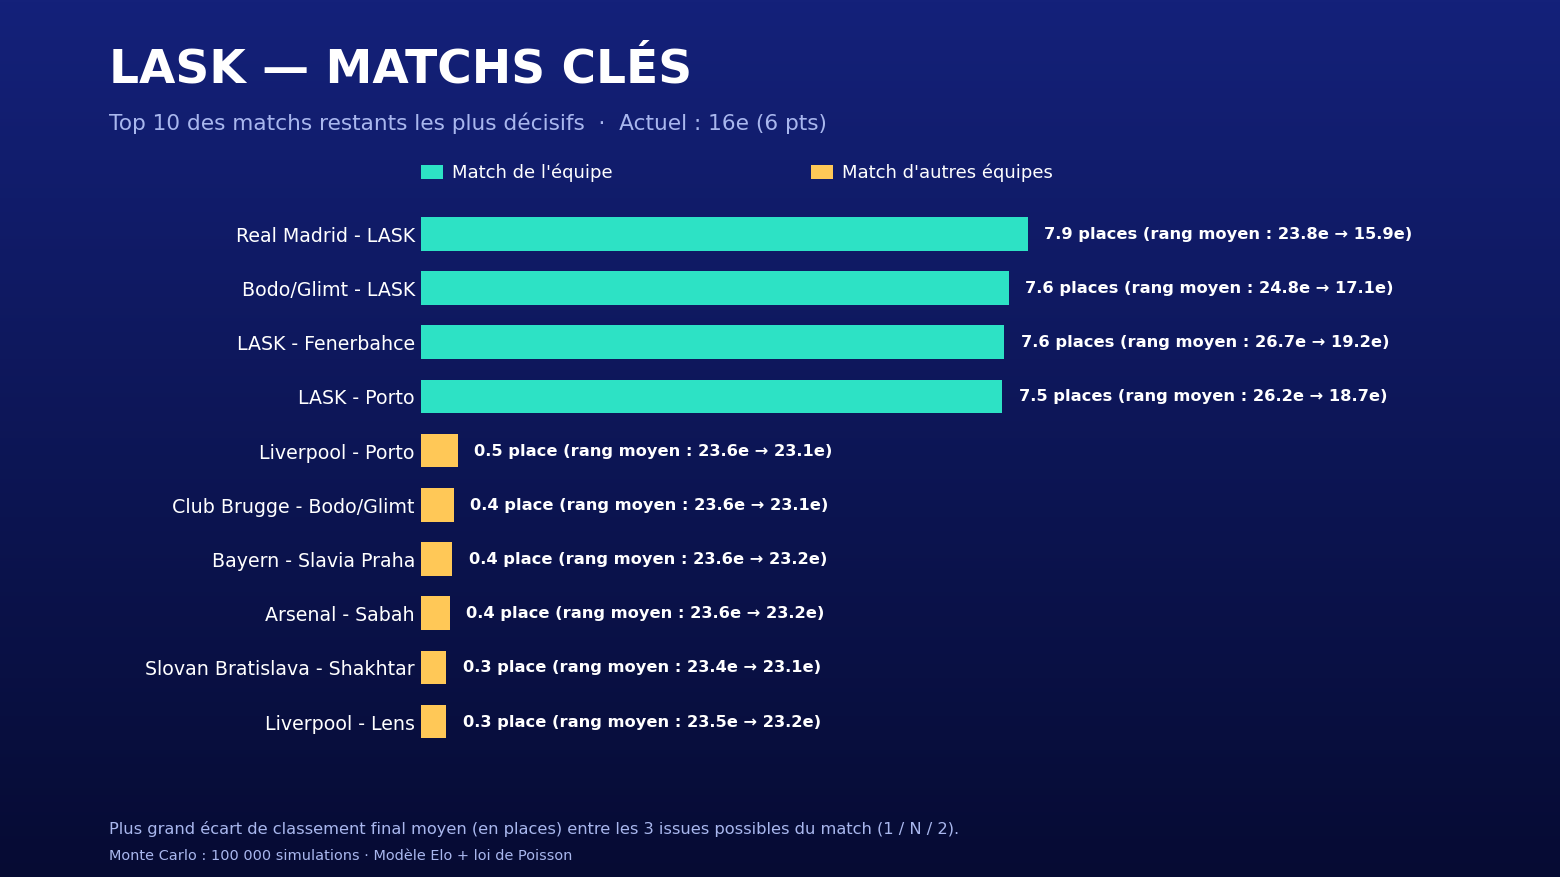 LASK — MATCHS CLÉS
Top 10 des matchs restants les plus décisifs · Actuel : 16e (6 pts)
Match de l'équipe
Match d'autres équipes
Real Madrid - LASK 7.9 places (rang moyen : 23.8e → 15.9e)
Bodo/Glimt - LASK 7.6 places (rang moyen : 24.8e → 17.1e)
LASK - Fenerbahce 7.6 places (rang moyen : 26.7e → 19.2e)
LASK - Porto 7.5 places (rang moyen : 26.2e → 18.7e)
Liverpool - Porto 0.5 place (rang moyen : 23.6e → 23.1e)
Club Brugge - Bodo/Glimt 0.4 place (rang moyen : 23.6e → 23.1e)
Bayern - Slavia Praha 0.4 place (rang moyen : 23.6e → 23.2e)
Arsenal - Sabah 0.4 place (rang moyen : 23.6e → 23.2e)
Slovan Bratislava - Shakhtar 0.3 place (rang moyen : 23.4e → 23.1e)
Liverpool - Lens 0.3 place (rang moyen : 23.5e → 23.2e)
Plus grand écart de classement final moyen (en places) entre les 3 issues possibles du match (1 / N / 2).
Monte Carlo : 100 000 simulations · Modèle Elo + loi de Poisson